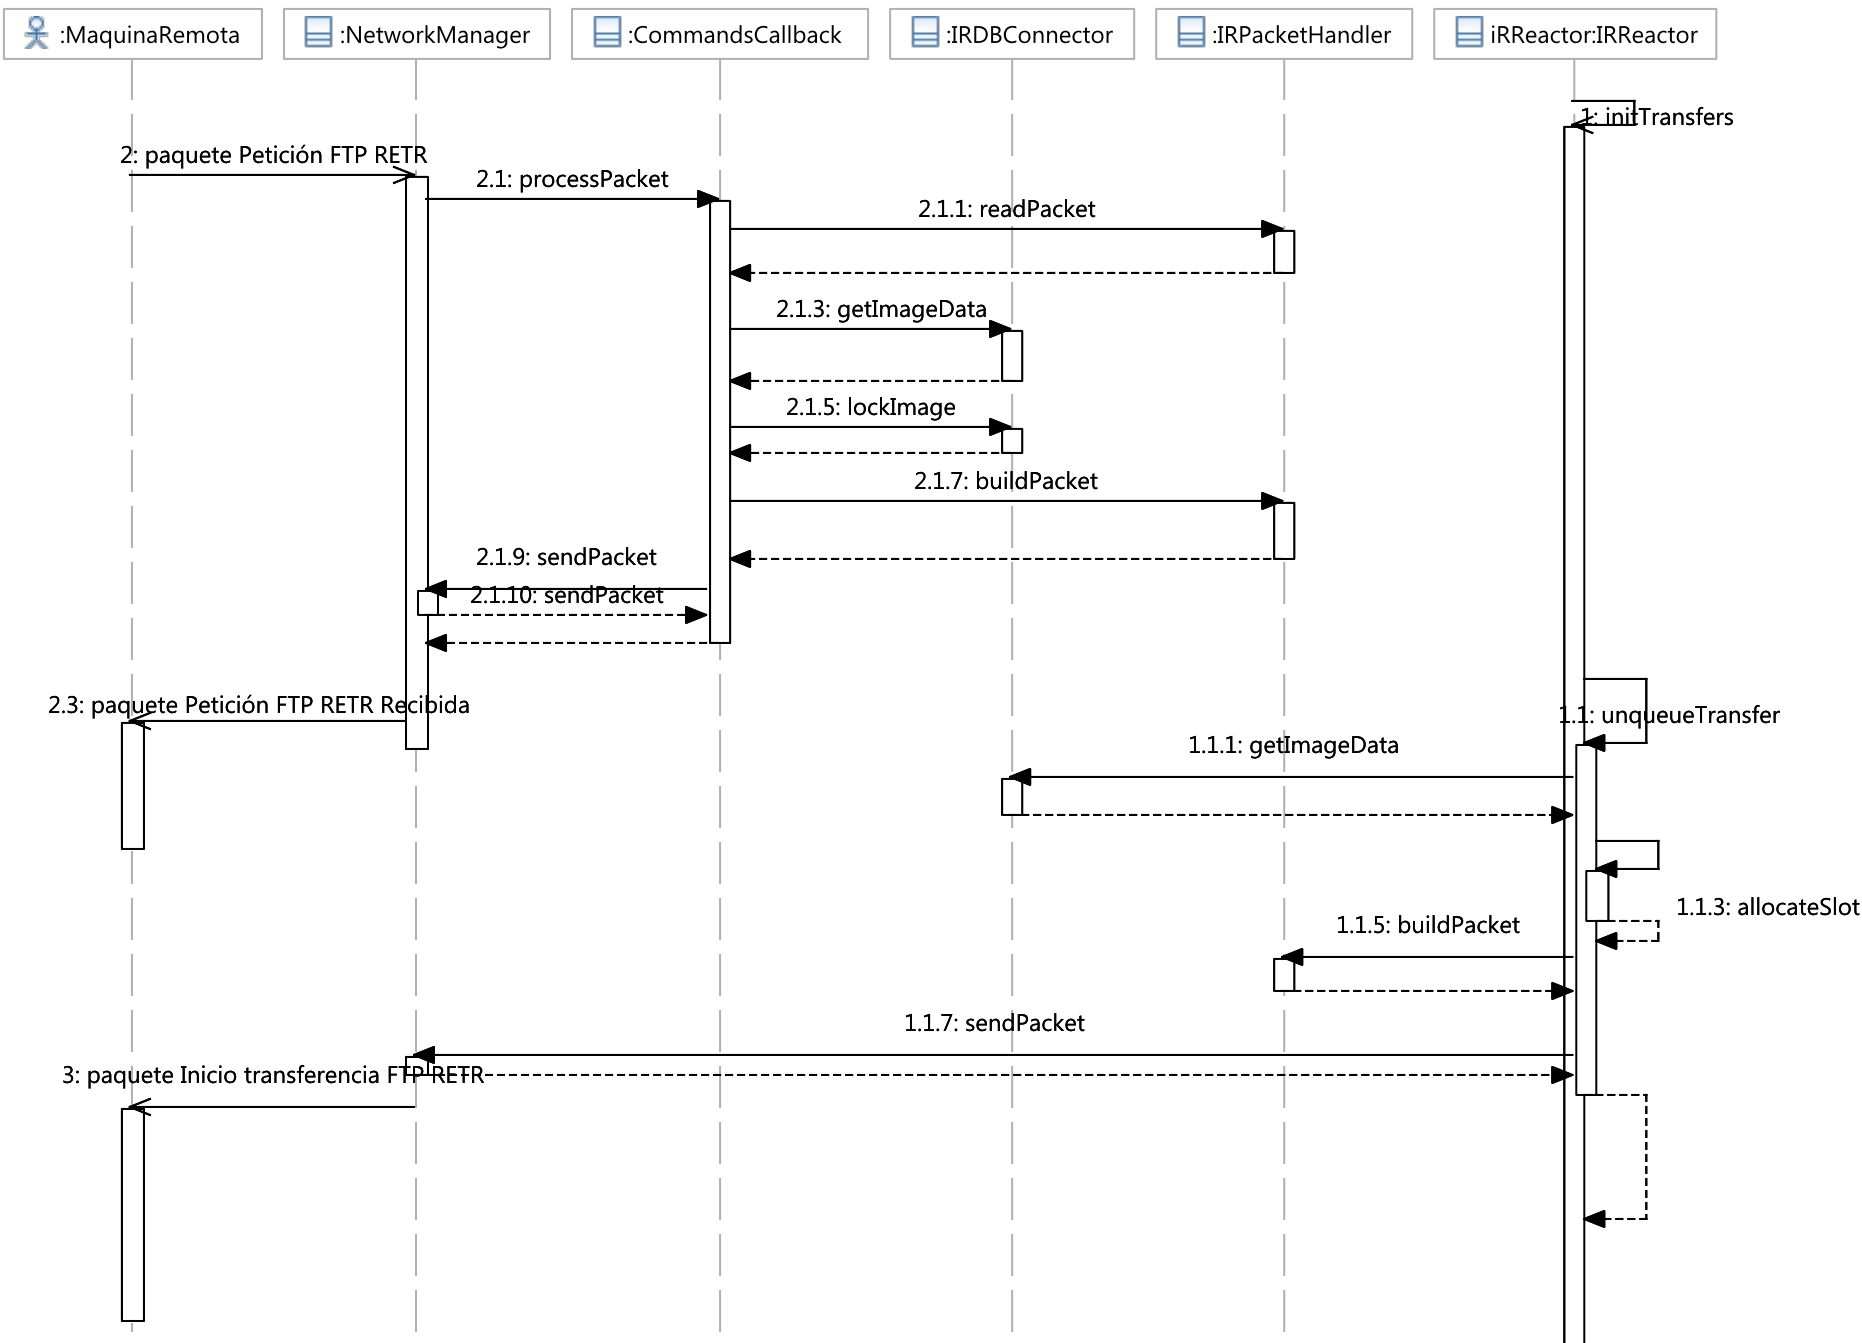 :MaquinaRemota
:NetworkManager
:CommandsCallback
:IRDBConnector
:IRPacketHandler
iRReactor:IRReactor
1: initTransfers
2: paquete Petición FTP RETR
2.1: processPacket
2.1.1: readPacket
2.1.3: getImageData
2.1.5: lockImage
2.1.7: buildPacket
2.1.9: sendPacket
2.1.10: sendPacket
2.3: paquete Petición FTP RETR Recibida
1.1: unqueueTransfer
1.1.1: getImageData
1.1.3: allocateSlot
1.1.5: buildPacket
1.1.7: sendPacket
3: paquete Inicio transferencia FTP RETR